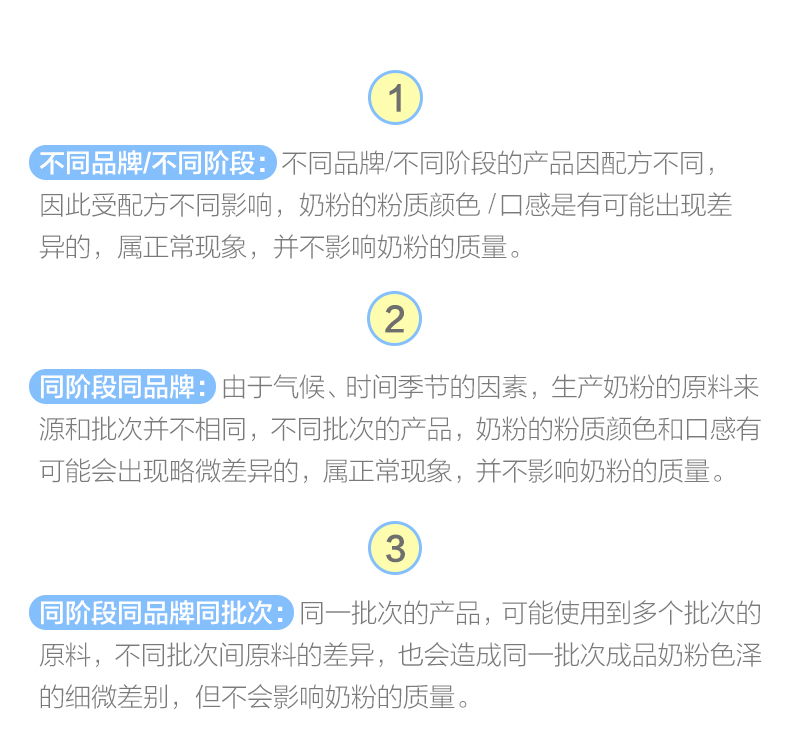 1
不同品牌/不同阶段：不同品牌/不同阶段的产品因配方不同，
因此受配方不同影响，奶粉的粉质颜色 /口感是有可能出现差
异的，属正常现象，并不影响奶粉的质量。
2
同阶段同品牌：由于气候、时间季节的因素，生产奶粉的原料来
源和批次并不相同，不同批次的产品，奶粉的粉质颜色和口感有
可能会出现略微差异的，属正常现象，并不影响奶粉的质量。
3
同阶段同品牌同批次：同一批次的产品，可能使用到多个批次的
原料，不同批次间原料的差异，也会造成同一批次成品奶粉色泽
的细微差别，但不会影响奶粉的质量。